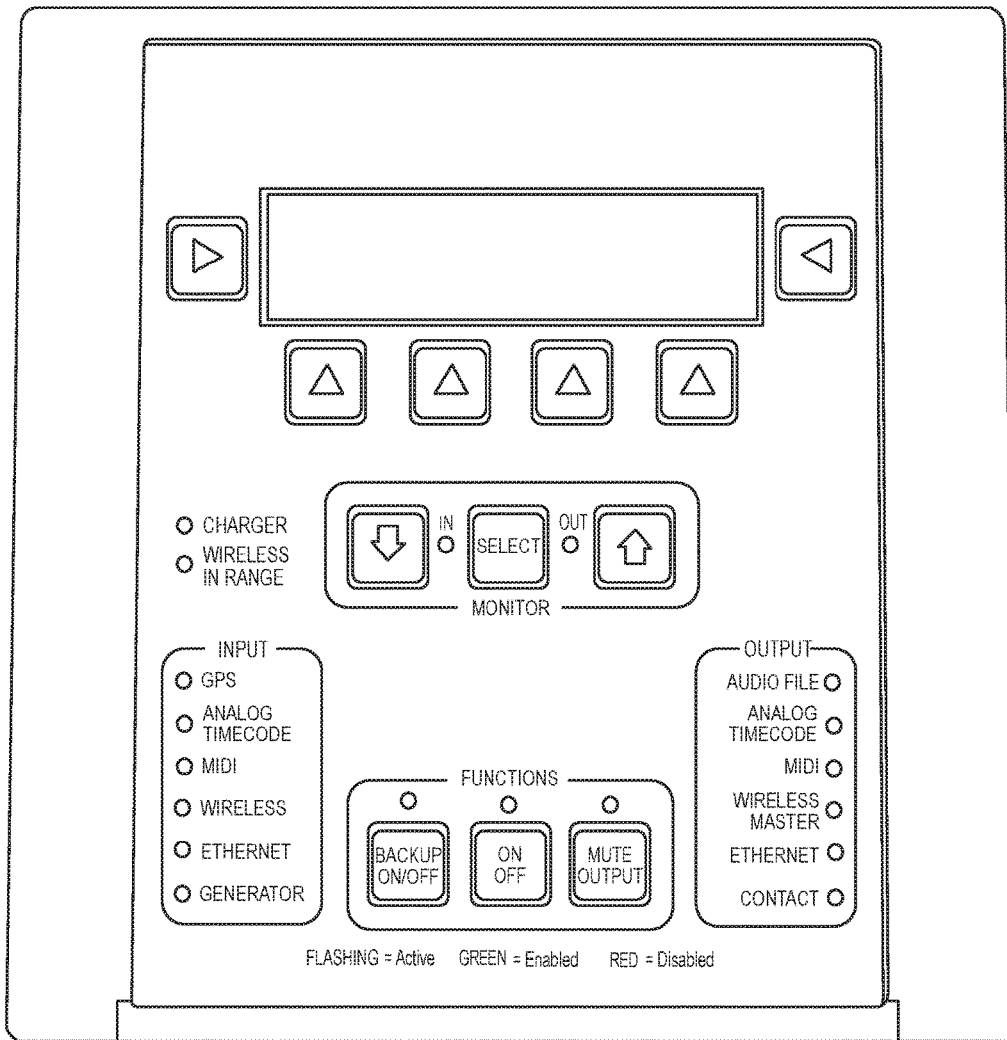 CHARGER
WIRELESS
IN RANGE
IN
SELECT
OUT
MONITOR
INPUT
GPS
ANALOG
TIMECODE
MIDI
WIRELESS
ETHERNET
GENERATOR
FUNCTIONS
BACKUP
ON/OFF
ON
OFF
MUTE
OUTPUT
OUTPUT
AUDIO FILE
ANALOG
TIMECODE
MIDI
WIRELESS
MASTER
ETHERNET
CONTACT
FLASHING = Active GREEN = Enabled RED = Disabled